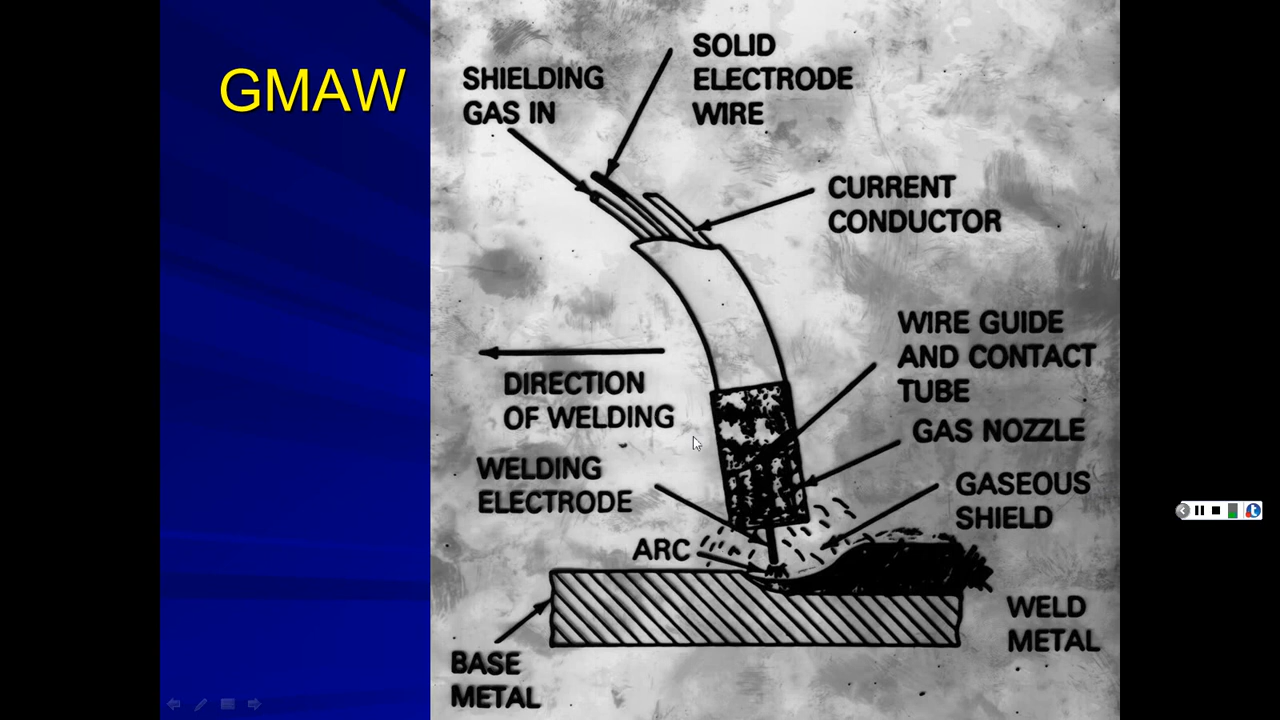 GMAW
SHIELDING
GAS IN
SOLID
ELECTRODE
WIRE
CURRENT
CONDUCTOR
WIRE GUIDE
AND CONTACT
TUBE
DIRECTION
OF WELDING
GAS NOZZLE
WELDING
ELECTRODE
GASEOUS
SHIELD
ARC
WELD
METAL
BASE
METAL